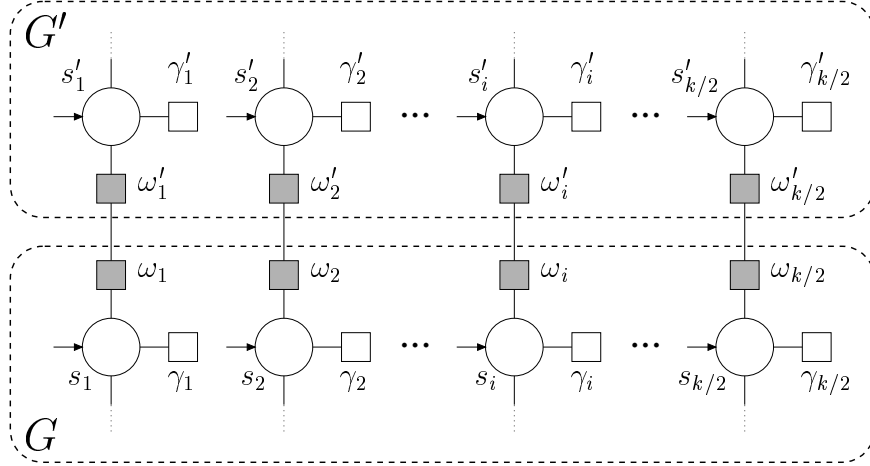 G′
s′₁ γ′₁ s′₂ γ′₂ ... s′ᵢ γ′ᵢ ... s′ₖ/₂ γ′ₖ/₂
ω′₁ ω′₂ ω′ᵢ ω′ₖ/₂
ω₁ ω₂ ωᵢ ωₖ/₂
... ...
s₁ γ₁ s₂ γ₂ sᵢ γᵢ sₖ/₂ γₖ/₂
G